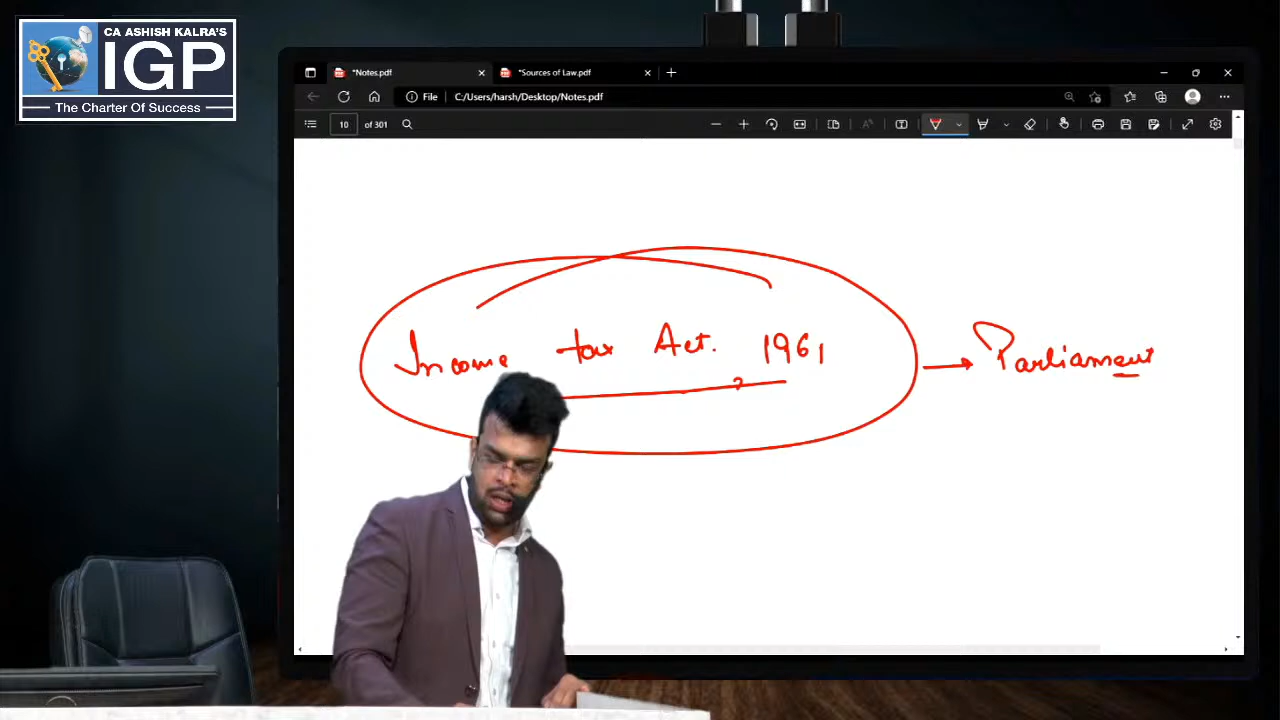 CA ASHISH KALRA'S
IGP
The Charter Of Success
*Notes.pdf
*Sources of Law.pdf
File
C:/Users/harsh/Desktop/Notes.pdf
10 of 301
Income tax Act. 1961
Parliament